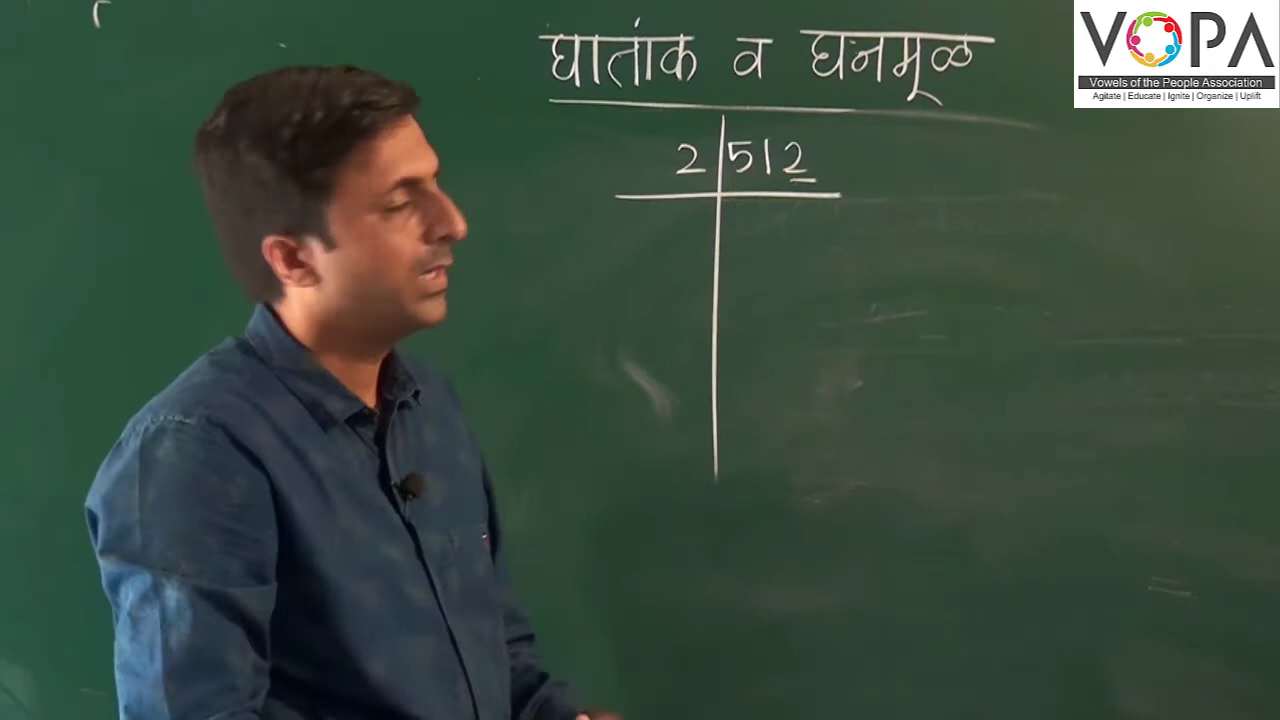 घातांक व घनमूळ
2 512
VOPA
Vowels of the People Association
Agitate | Educate | Ignite | Organize | Uplift